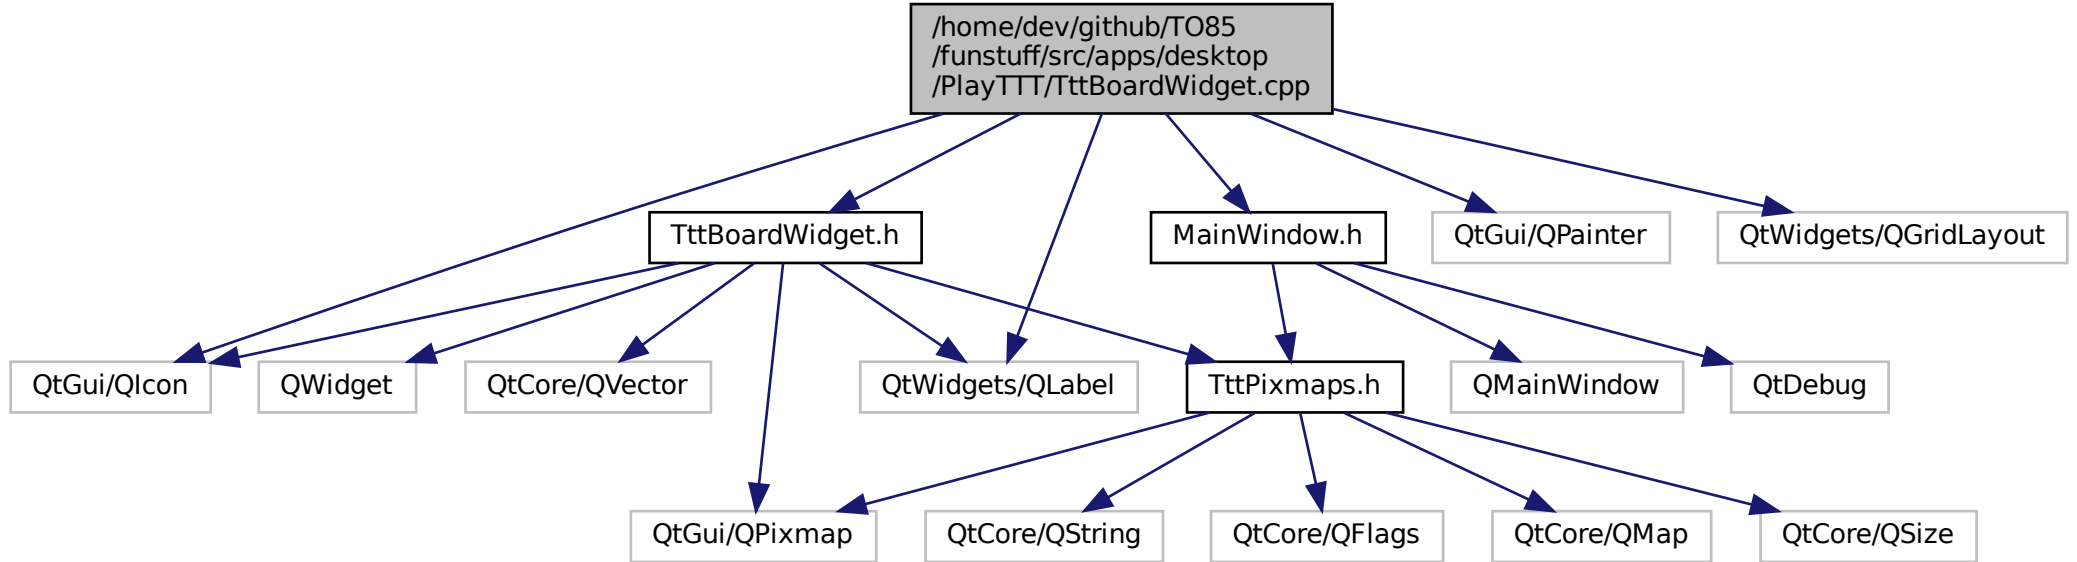 /home/dev/github/TO85
/funstuff/src/apps/desktop
/PlayTTT/TttBoardWidget.cpp
TttBoardWidget.h
MainWindow.h
QtGui/QPainter
QtWidgets/QGridLayout
QtGui/QIcon
QWidget
QtCore/QVector
QtWidgets/QLabel
TttPixmaps.h
QMainWindow
QtDebug
QtGui/QPixmap
QtCore/QString
QtCore/QFlags
QtCore/QMap
QtCore/QSize